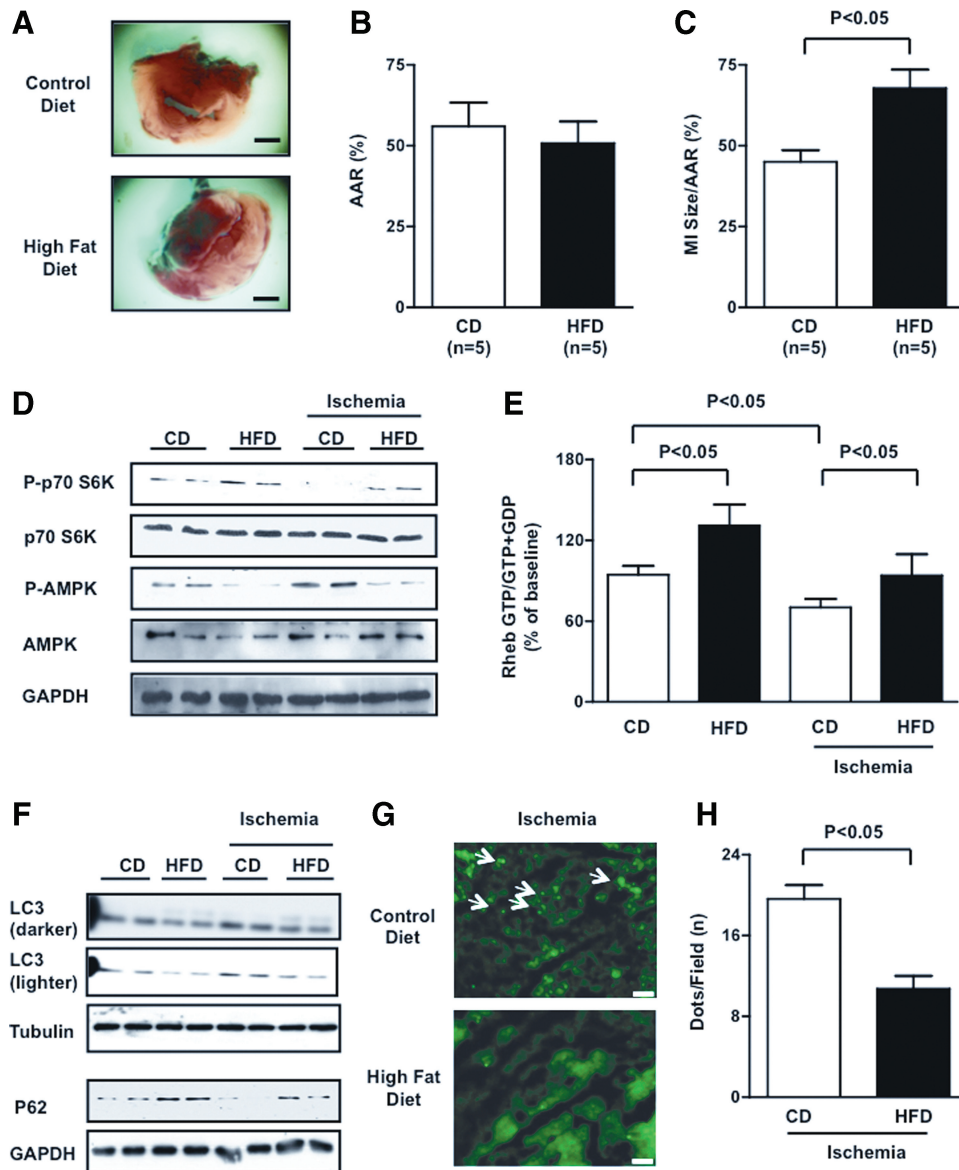 A
Control
Diet
High Fat
Diet
B
AAR (%)
75
50
25
0
CD
(n=5)
HFD
(n=5)
C
P<0.05
MI Size/AAR (%)
75
50
25
0
CD
(n=5)
HFD
(n=5)
D
Ischemia
CD HFD CD HFD
P-p70 S6K
p70 S6K
P-AMPK
AMPK
GAPDH
E
P<0.05
P<0.05 P<0.05
Rheb GTP/GTP+GDP
(% of baseline)
180
120
60
0
CD HFD CD HFD
Ischemia
F
Ischemia
CD HFD CD HFD
LC3
(darker)
LC3
(lighter)
Tubulin
P62
GAPDH
G
Ischemia
Control
Diet
High Fat
Diet
H
P<0.05
Dots/Field (n)
24
16
8
0
CD HFD
Ischemia